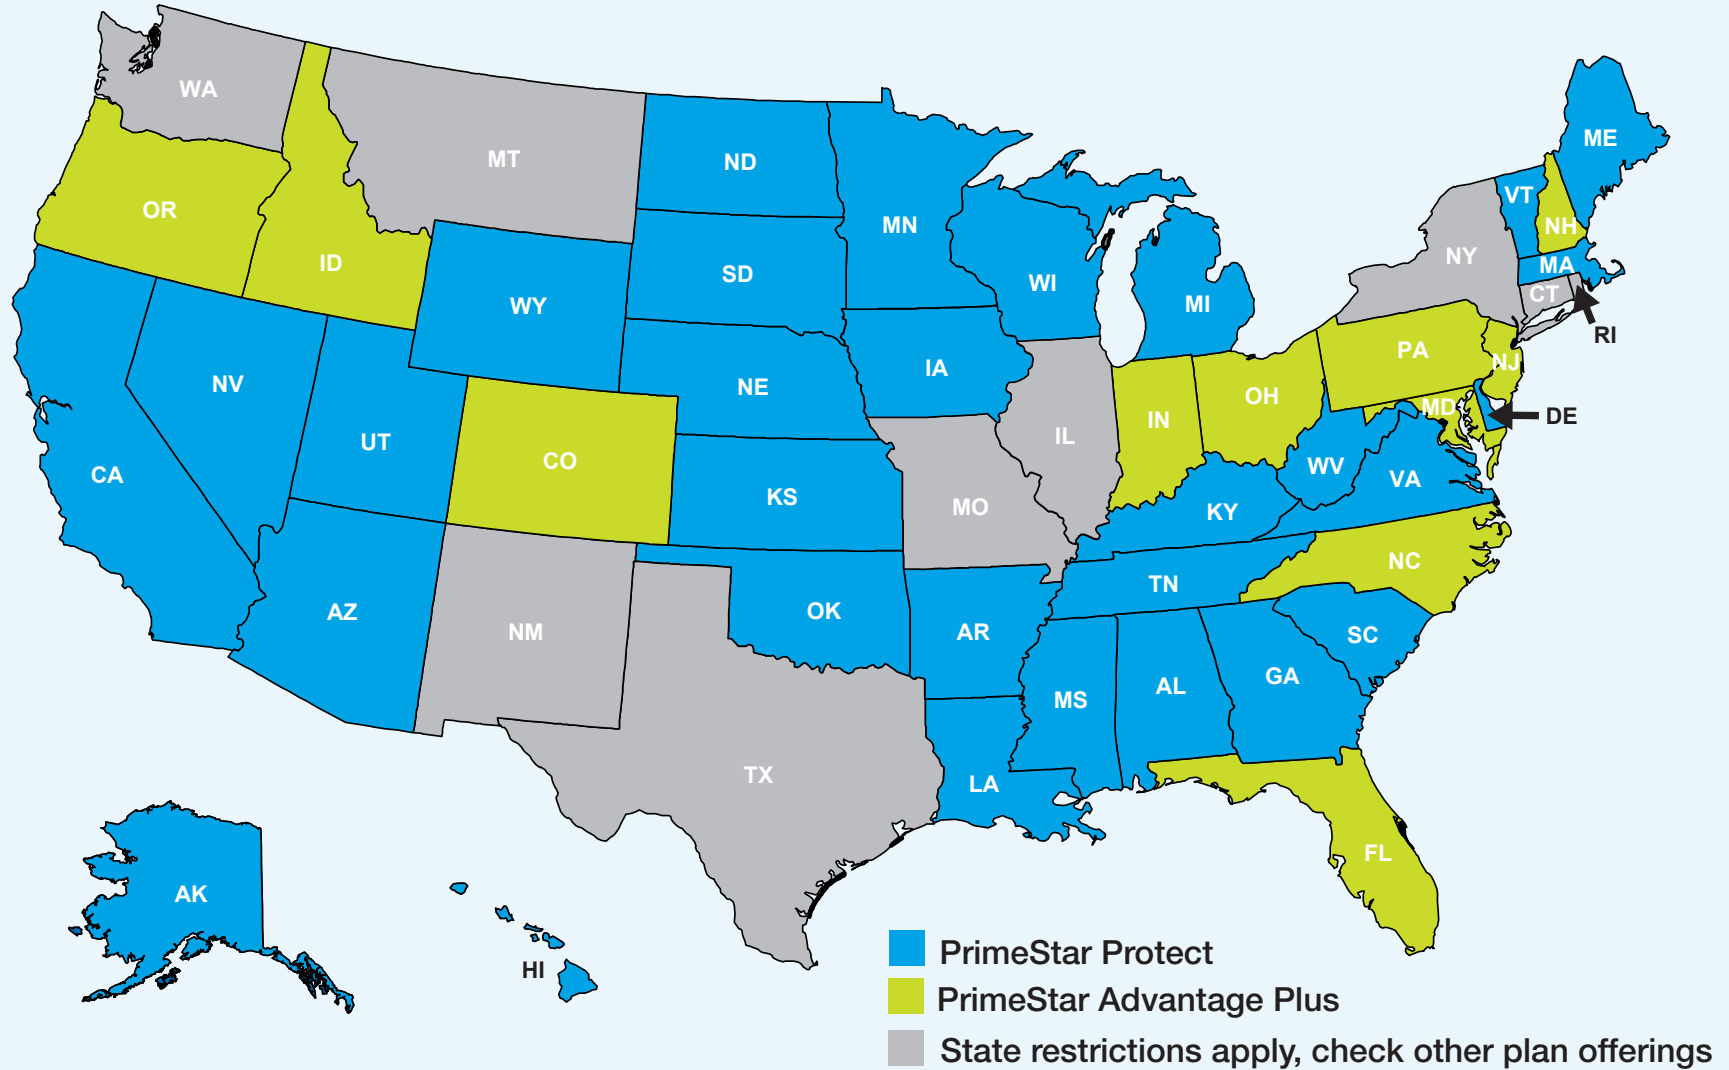 WA
MT
ND
ME
OR
ID
MN
VT
NH
NY
MA
SD
WY
WI
MI
CT
RI
PA
NJ
IA
NV
NE
OH
MD
DE
IN
UT
CO
IL
CA
WV
VA
KS
MO
KY
NC
TN
AZ
NM
OK
AR
SC
GA
MS
AL
TX
LA
FL
AK
HI
PrimeStar Protect
PrimeStar Advantage Plus
State restrictions apply, check other plan offerings